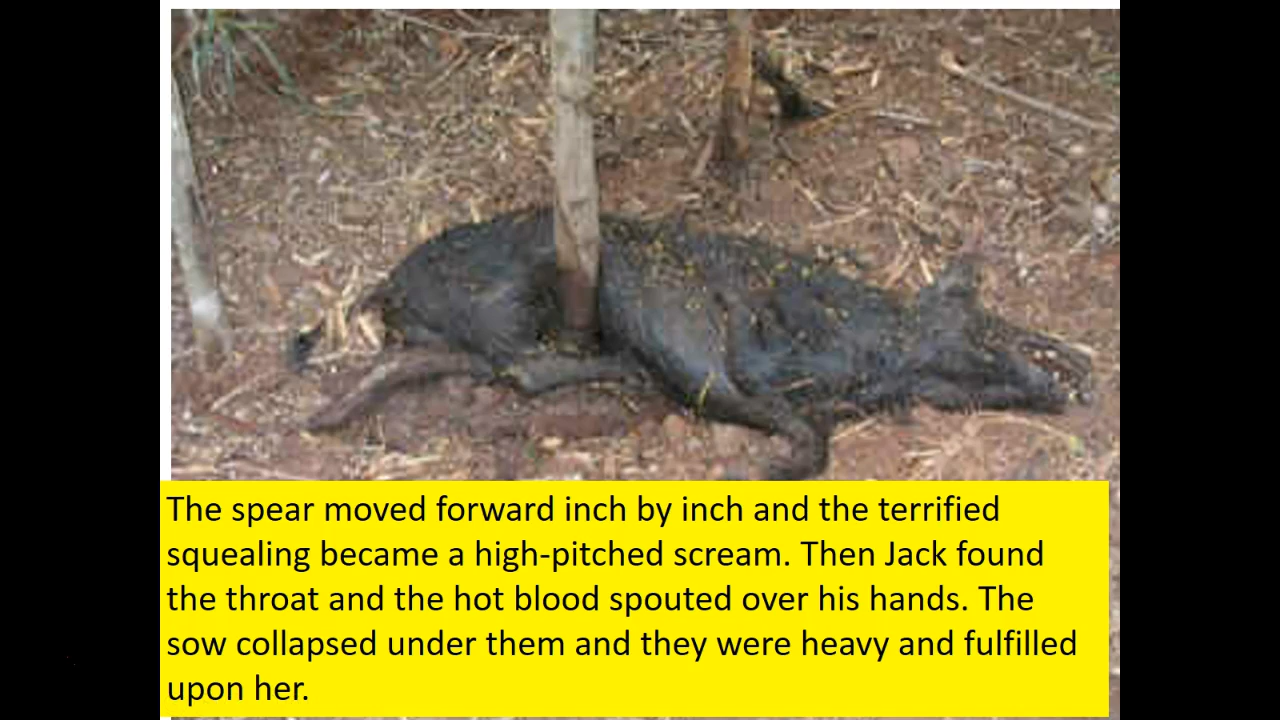 The spear moved forward inch by inch and the terrified
squealing became a high-pitched scream. Then Jack found
the throat and the hot blood spouted over his hands. The
sow collapsed under them and they were heavy and fulfilled
upon her.